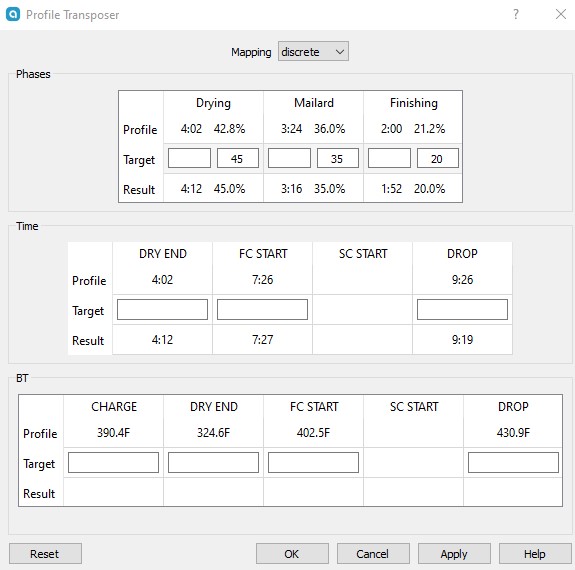 Profile Transposer ? ×
Mapping discrete
Phases
Drying Mailard Finishing
Profile 4:02 42.8% 3:24 36.0% 2:00 21.2%
Target 45 35 20
Result 4:12 45.0% 3:16 35.0% 1:52 20.0%
Time
DRY END FC START SC START DROP
Profile 4:02 7:26 9:26
Target
Result 4:12 7:27 9:19
BT
CHARGE DRY END FC START SC START DROP
Profile 390.4F 324.6F 402.5F 430.9F
Target
Result
Reset OK Cancel Apply Help